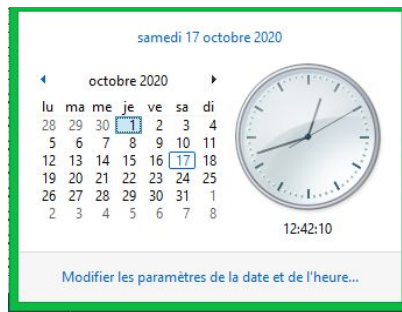 samedi 17 octobre 2020
octobre 2020
lu ma me je ve sa di
28 29 30 1 2 3 4
5 6 7 8 9 10 11
12 13 14 15 16 17 18
19 20 21 22 23 24 25
26 27 28 29 30 31 1
2 3 4 5 6 7 8
12:42:10
Modifier les paramètres de la date et de l'heure...